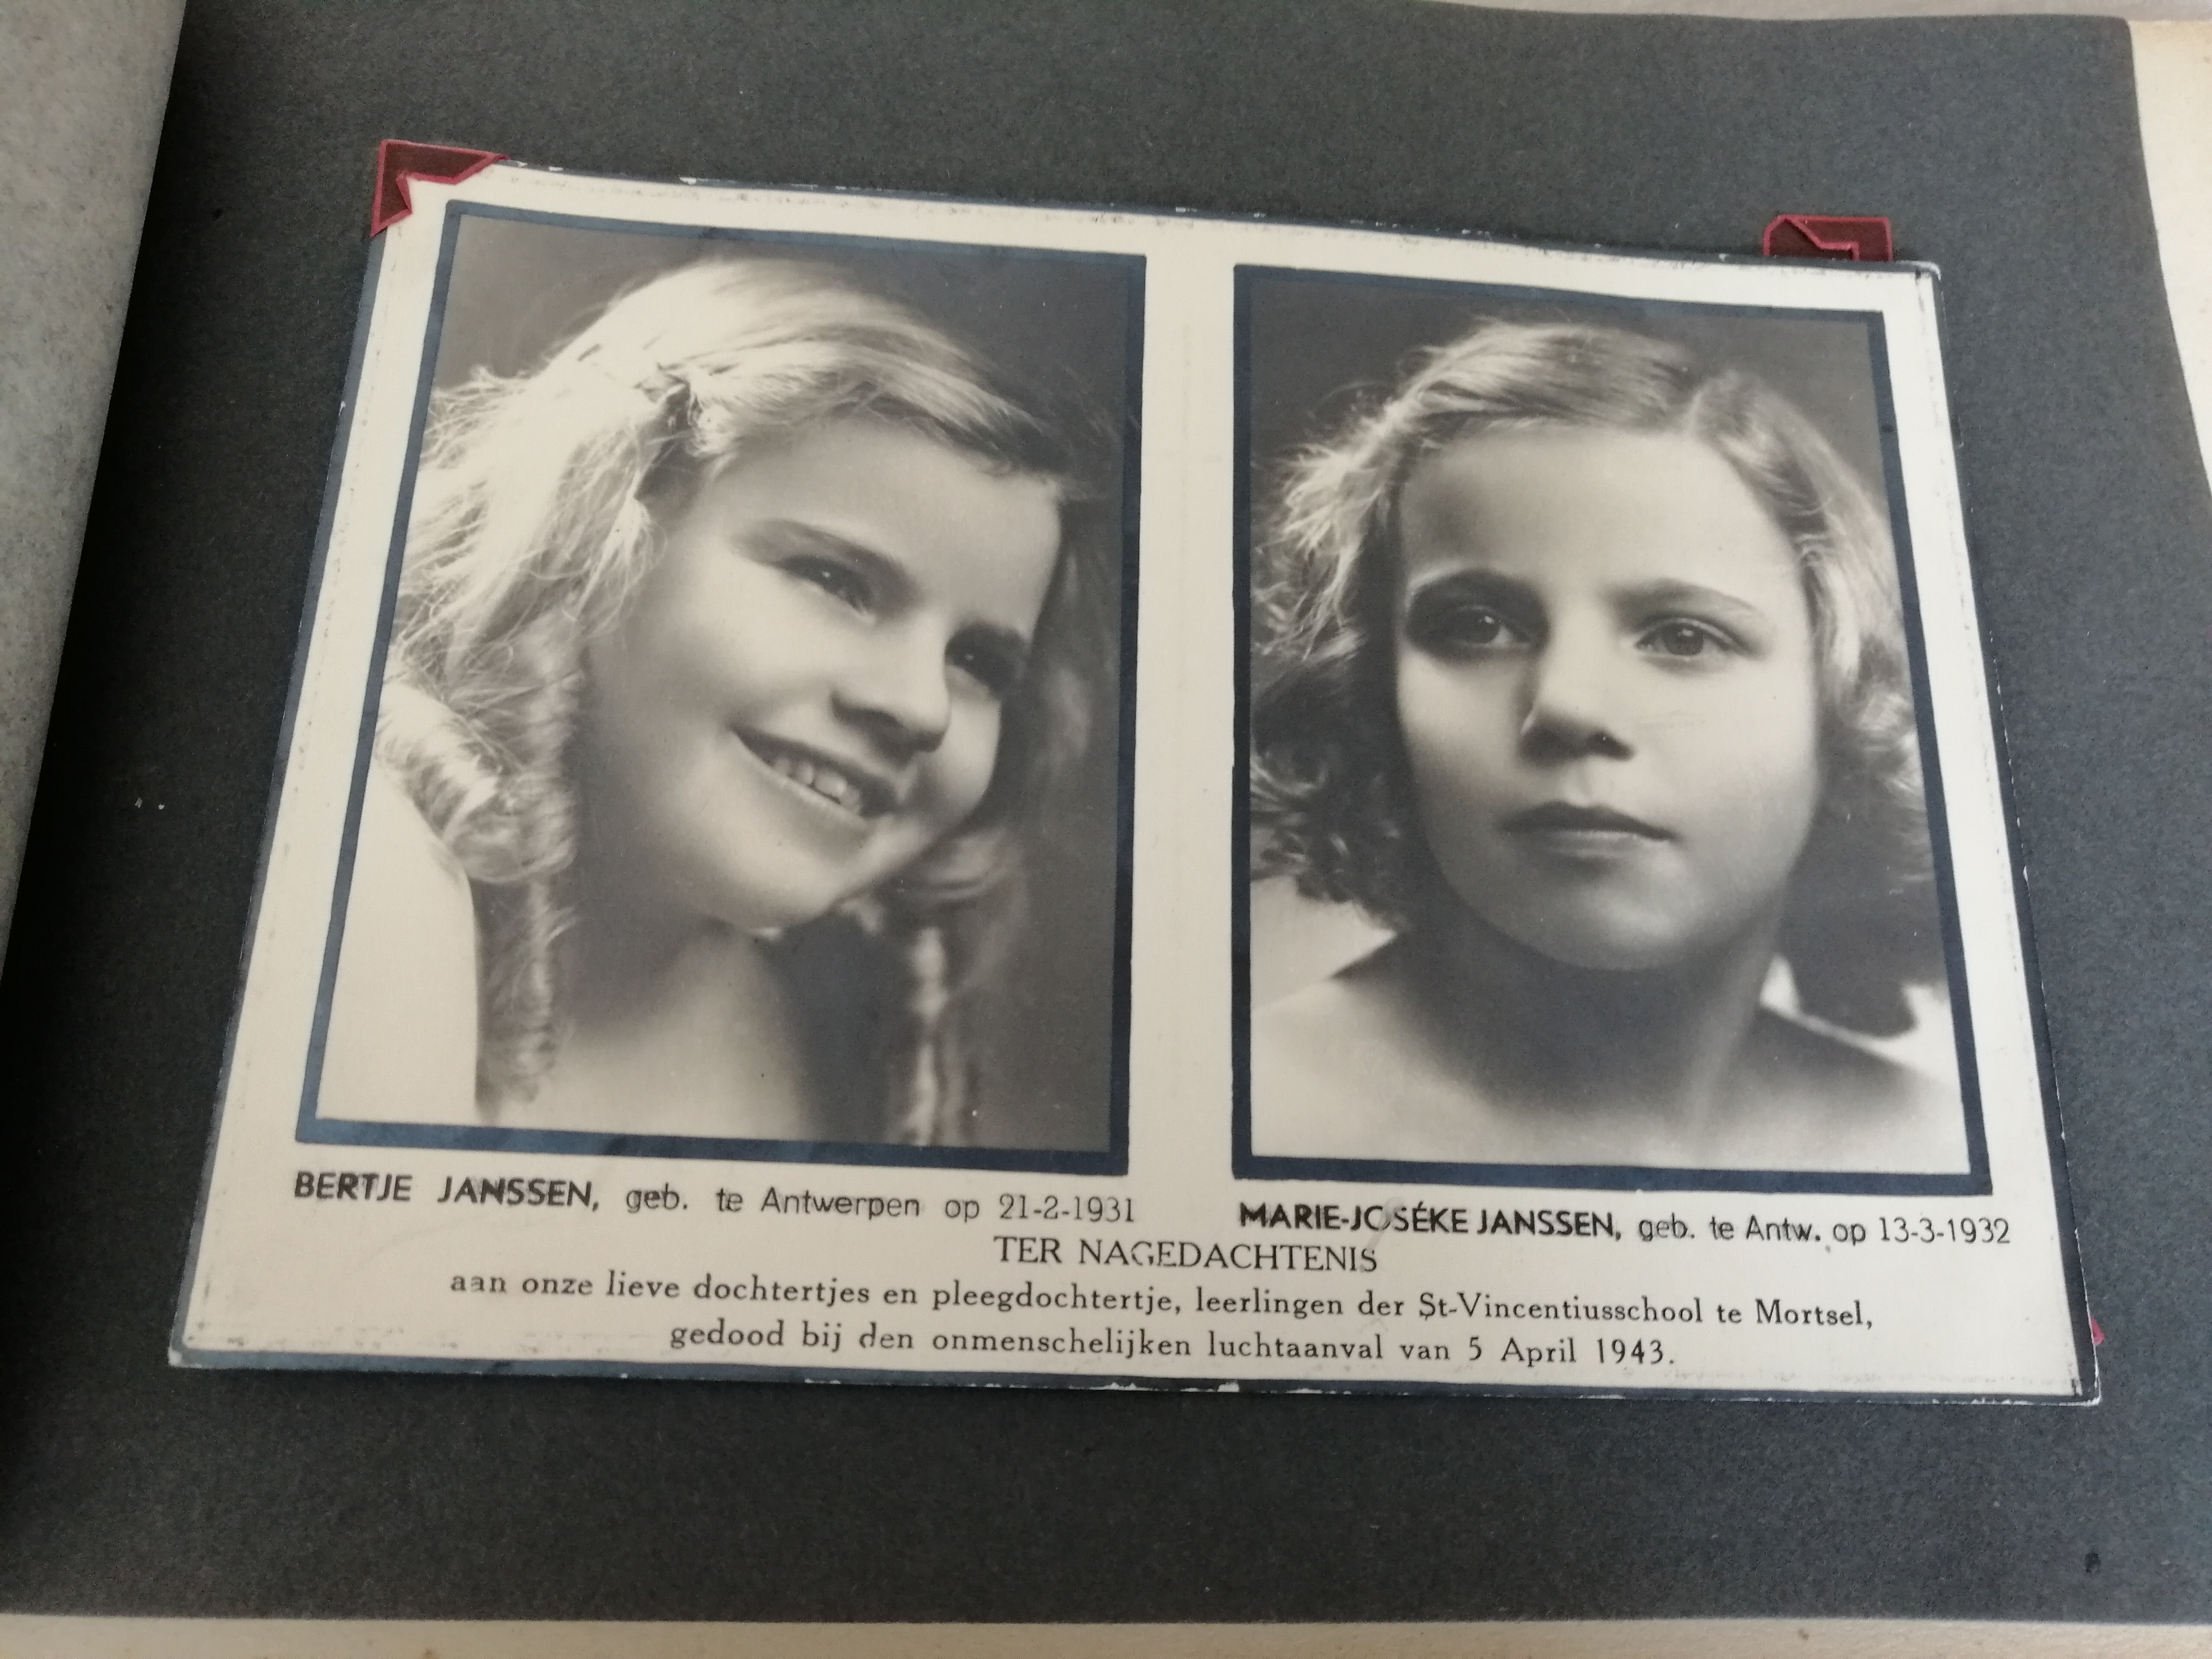 BERTJE JANSSEN, geb. te Antwerpen op 21-2-1931
MARIE-JOSÉKE JANSSEN, geb. te Antw. op 13-3-1932
TER NAGEDACHTENIS
aan onze lieve dochtertjes en pleegdochtertje, leerlingen der St-Vincentiusschool te Mortsel,
gedood bij den onmenschelijken luchtaanval van 5 April 1943.